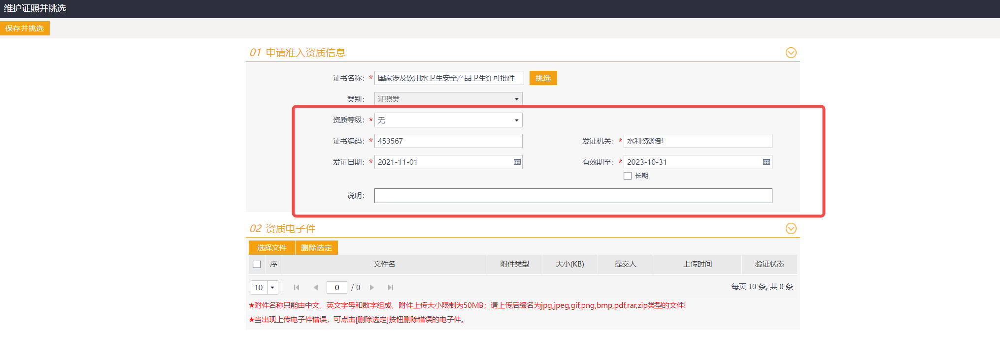 维护证照并挑选
保存并挑选
01 申请准入资质信息
证书名称：* 国家涉及饮用水卫生安全产品卫生许可批件 挑选
类别： 证照类
资质等级：* 无
证书编码：* 453567 发证机关：* 水利资源部
发证日期：* 2021-11-01 有效期至：* 2023-10-31
长期
说明：
02 资质电子件
选择文件 删除选定
序 文件名 附件类型 大小(KB) 提交人 上传时间 验证状态
10 0 / 0 每页 10 条, 共 0 条
★附件名称只能由中文，英文字母和数字组成，附件上传大小限制为50MB；请上传后缀名为jpg,jpeg,gif,png,bmp,pdf,rar,zip类型的文件!
★当出现上传电子件错误，可点击[删除选定]按钮删除错误的电子件。